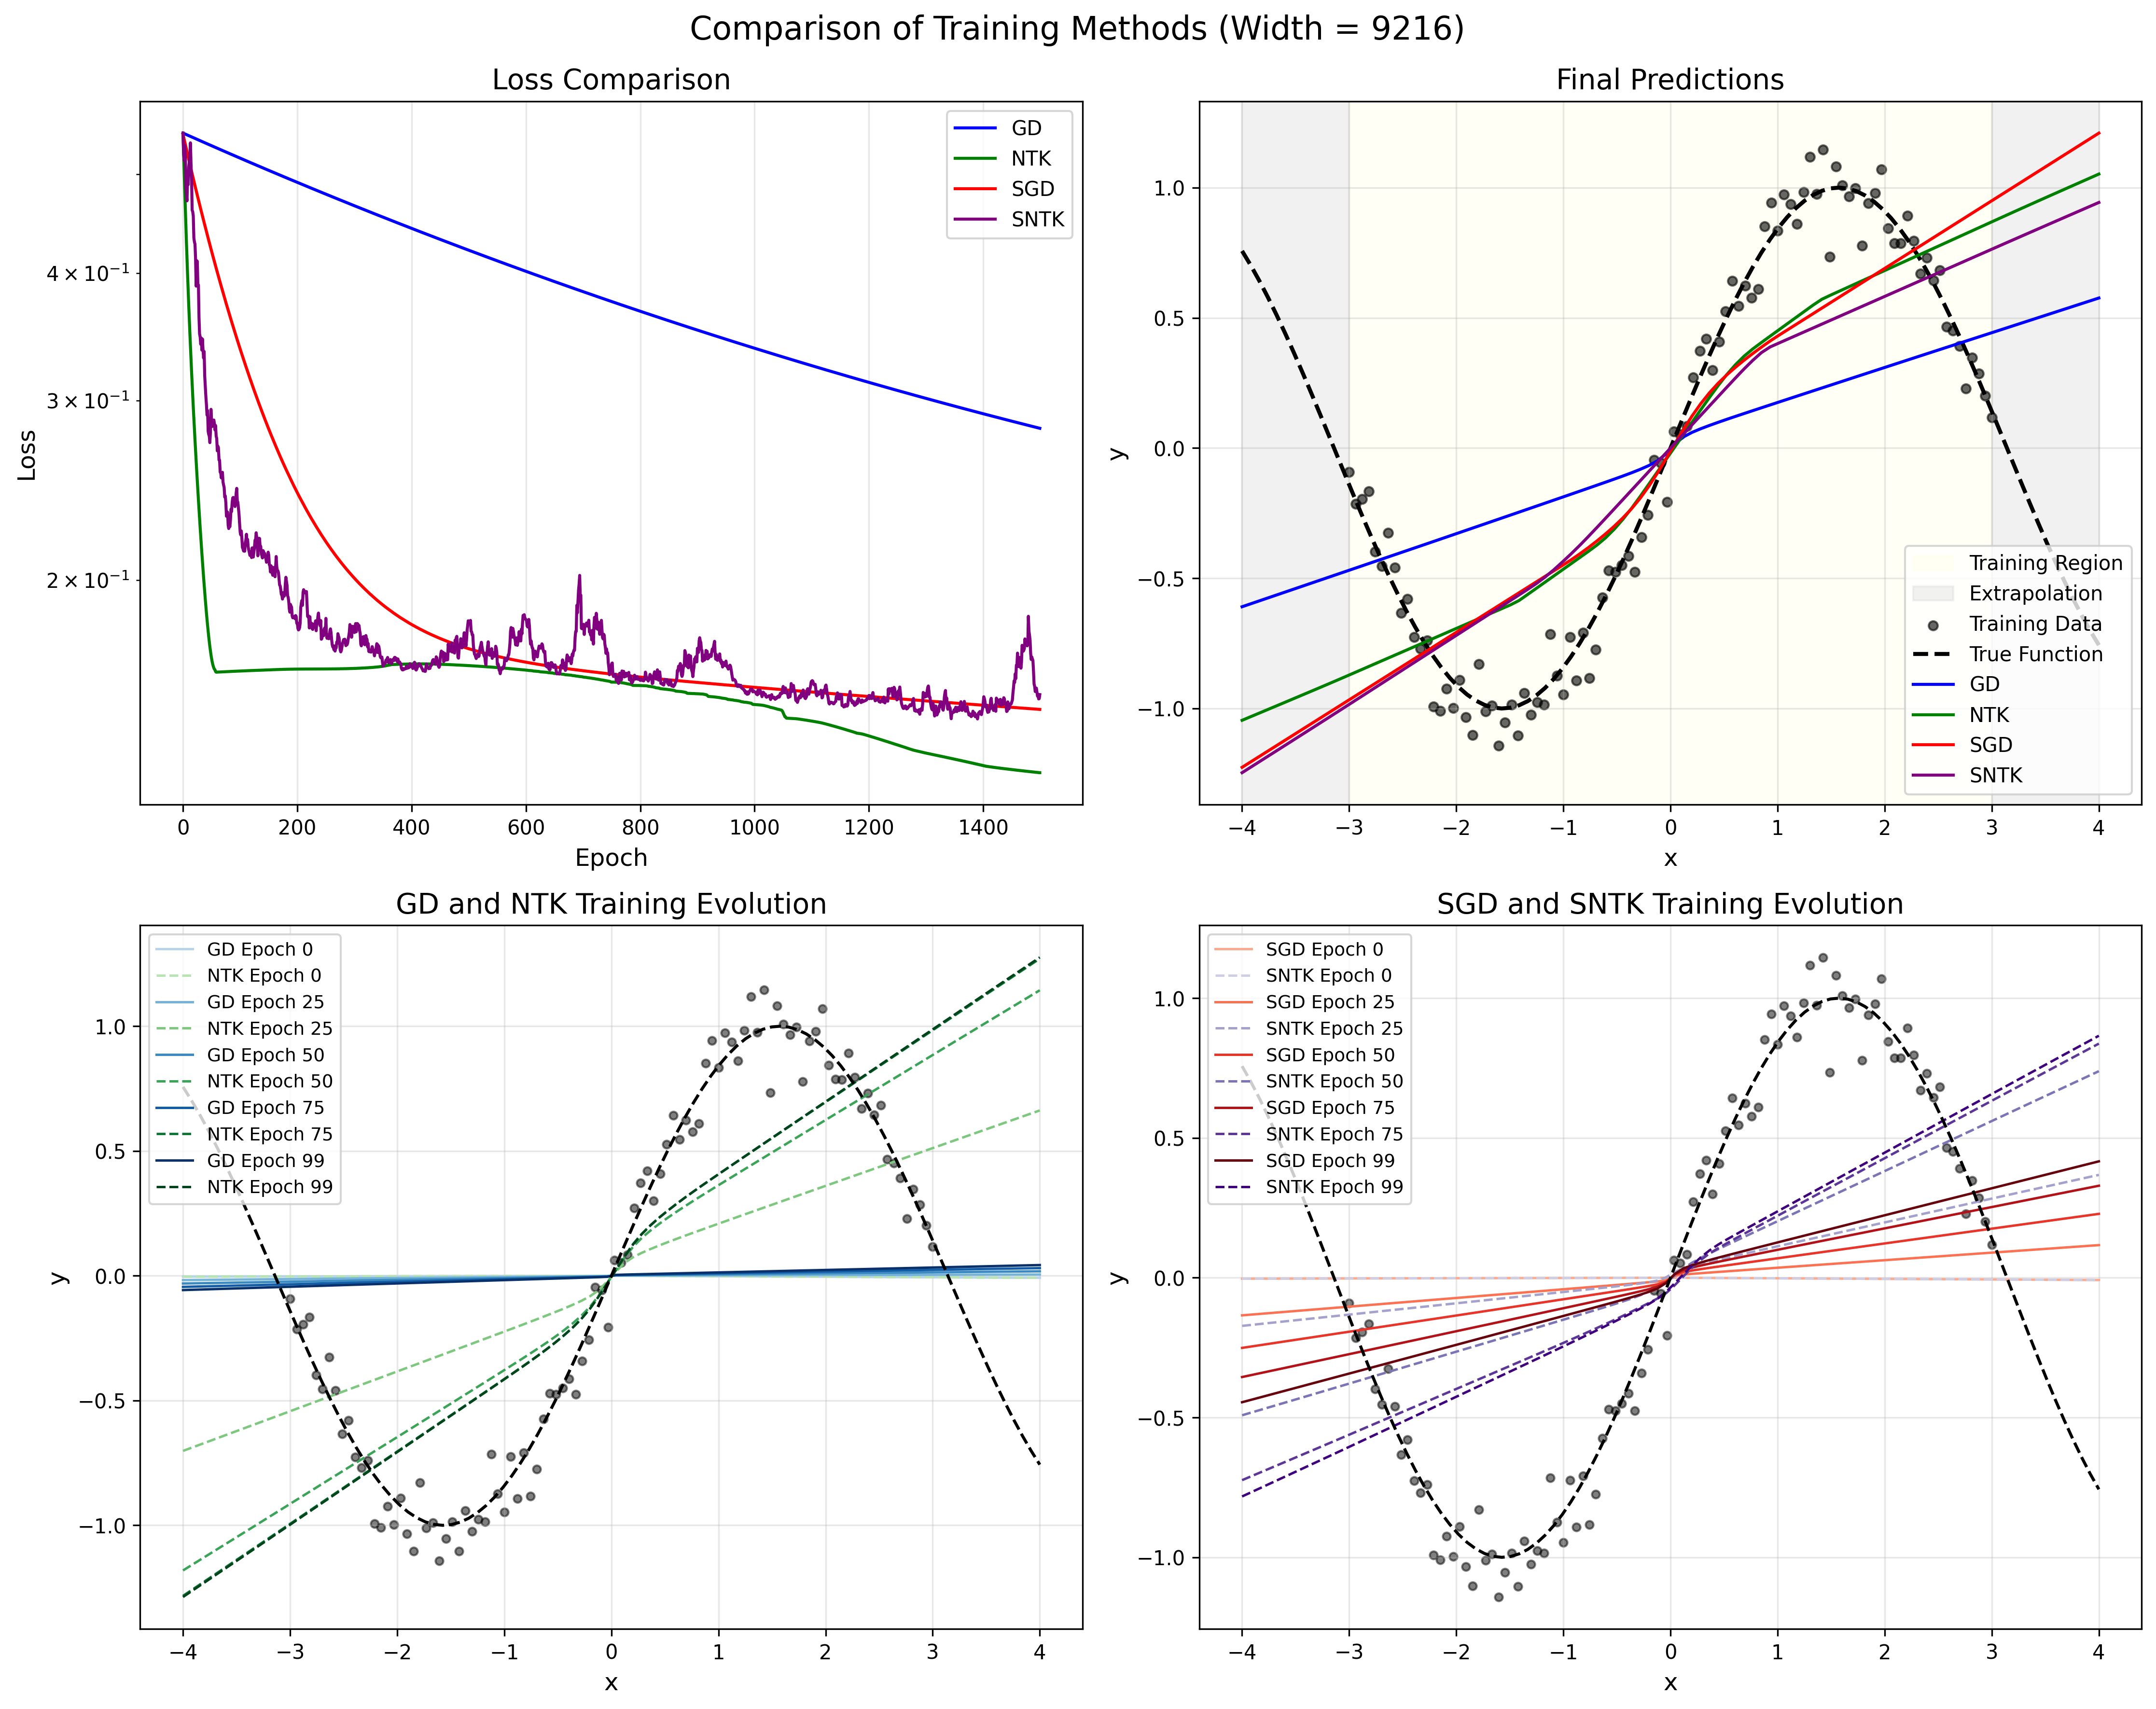 Comparison of Training Methods (Width = 9216)
Loss Comparison
GD
NTK
SGD
SNTK
4 × 10⁻¹
3 × 10⁻¹
2 × 10⁻¹
Loss
0 200 400 600 800 1000 1200 1400
Epoch
Final Predictions
1.0
0.5
0.0
−0.5
−1.0
y
Training Region
Extrapolation
Training Data
True Function
GD
NTK
SGD
SNTK
−4 −3 −2 −1 0 1 2 3 4
x
GD and NTK Training Evolution
GD Epoch 0
NTK Epoch 0
GD Epoch 25
NTK Epoch 25
GD Epoch 50
NTK Epoch 50
GD Epoch 75
NTK Epoch 75
GD Epoch 99
NTK Epoch 99
1.0
0.5
0.0
−0.5
−1.0
y
−4 −3 −2 −1 0 1 2 3 4
x
SGD and SNTK Training Evolution
SGD Epoch 0
SNTK Epoch 0
SGD Epoch 25
SNTK Epoch 25
SGD Epoch 50
SNTK Epoch 50
SGD Epoch 75
SNTK Epoch 75
SGD Epoch 99
SNTK Epoch 99
1.0
0.5
0.0
−0.5
−1.0
y
−4 −3 −2 −1 0 1 2 3 4
x